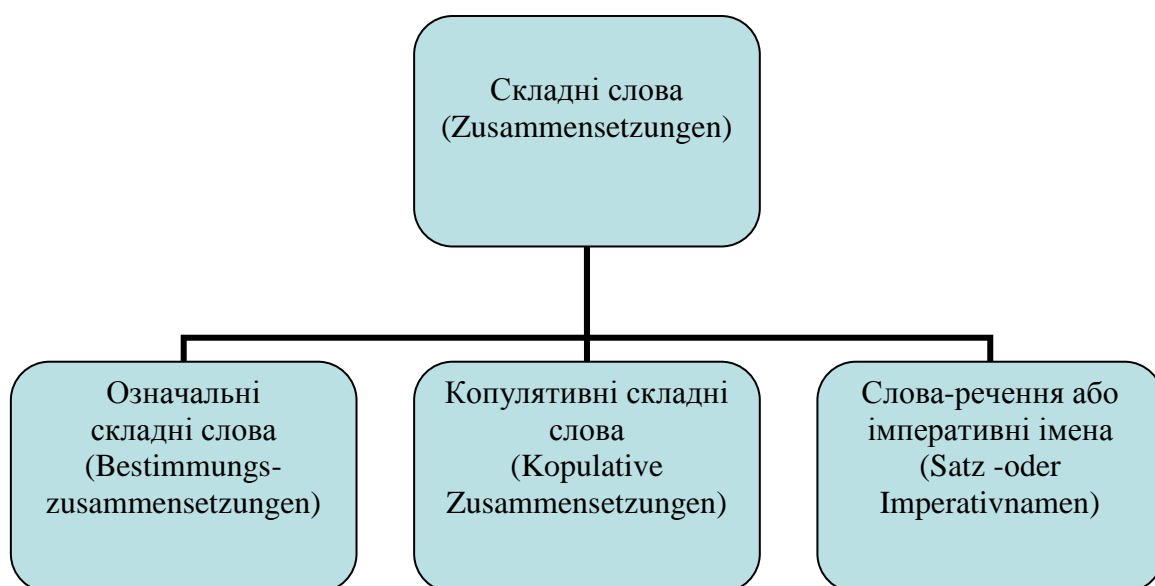 Складні слова
(Zusammensetzungen)
Означальні
складні слова
(Bestimmungs-
zusammensetzungen)
Копулятивні складні
слова
(Kopulative
Zusammensetzungen)
Слова-речення або
імперативні імена
(Satz -oder
Imperativnamen)